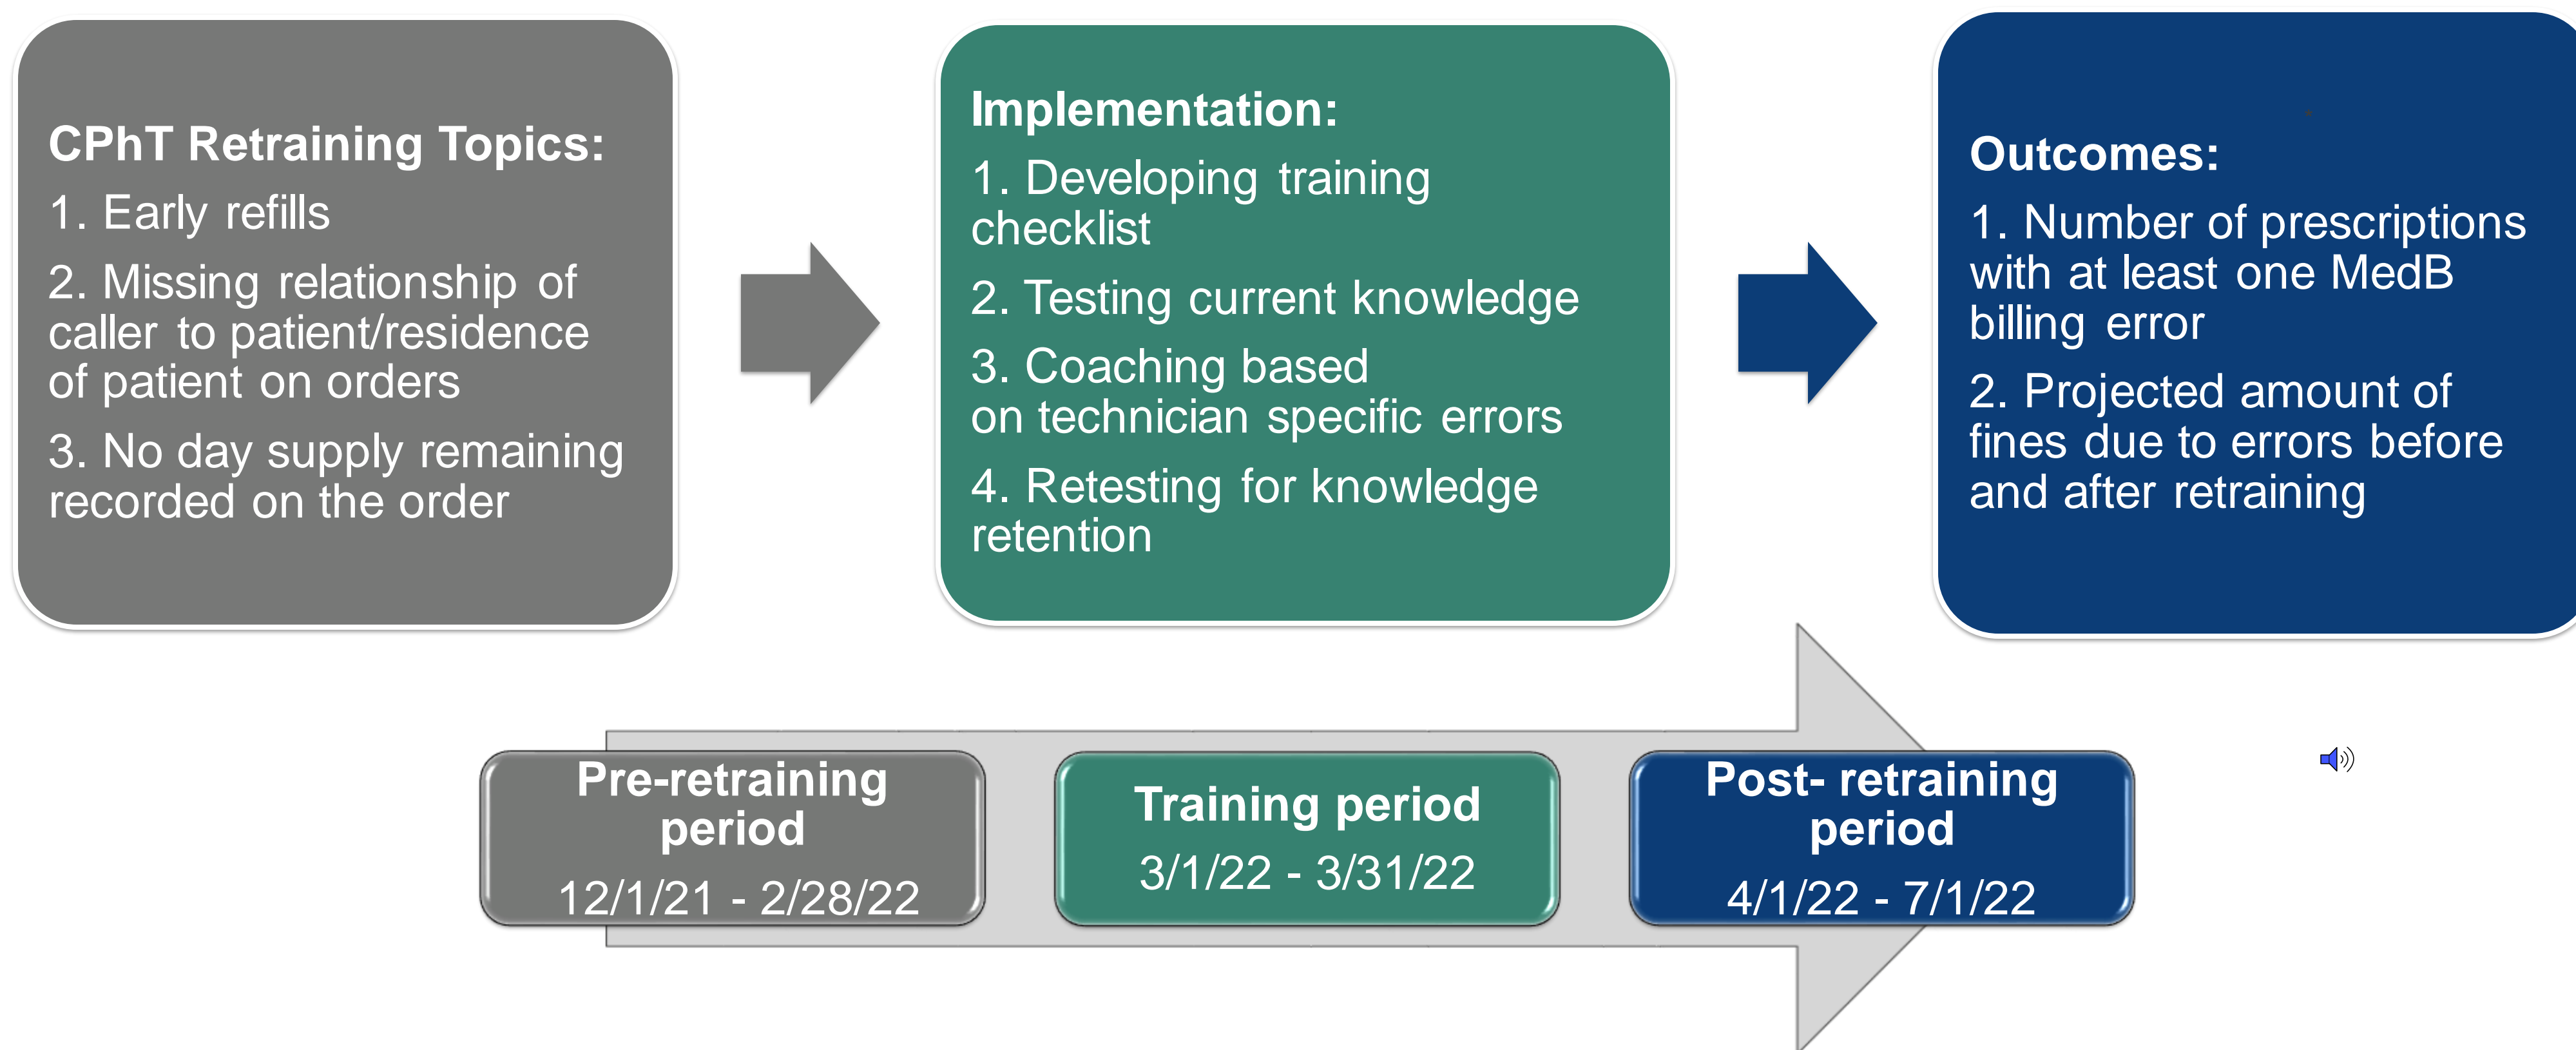 CPhT Retraining Topics:
1. Early refills
2. Missing relationship of
caller to patient/residence
of patient on orders
3. No day supply remaining
recorded on the order
Implementation:
1. Developing training
checklist
2. Testing current knowledge
3. Coaching based
on technician specific errors
4. Retesting for knowledge
retention
Outcomes:
1. Number of prescriptions
with at least one MedB
billing error
2. Projected amount of
fines due to errors before
and after retraining
Pre-retraining
period
12/1/21 - 2/28/22
Training period
3/1/22 - 3/31/22
Post- retraining
period
4/1/22 - 7/1/22